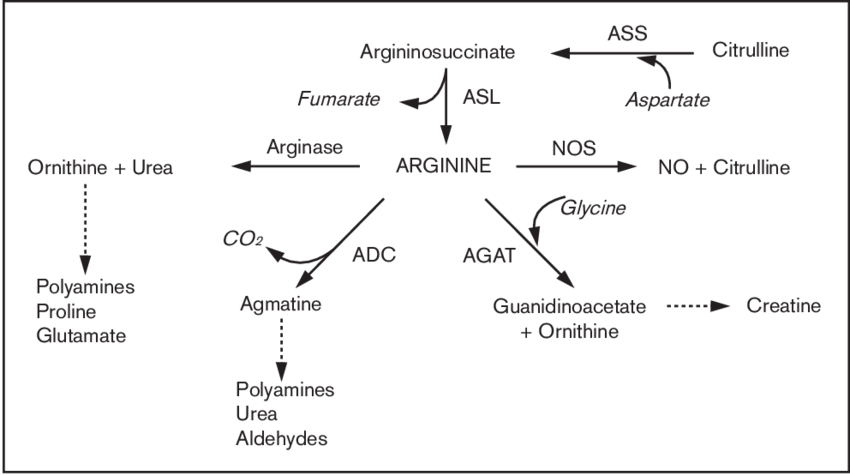 ASS
Argininosuccinate
Citrulline
Fumarate
ASL
Aspartate
Arginase
NOS
Ornithine + Urea
ARGININE
NO + Citrulline
Glycine
CO2
ADC
AGAT
Polyamines
Proline
Glutamate
Agmatine
Guanidinoacetate
+ Ornithine
Creatine
Polyamines
Urea
Aldehydes